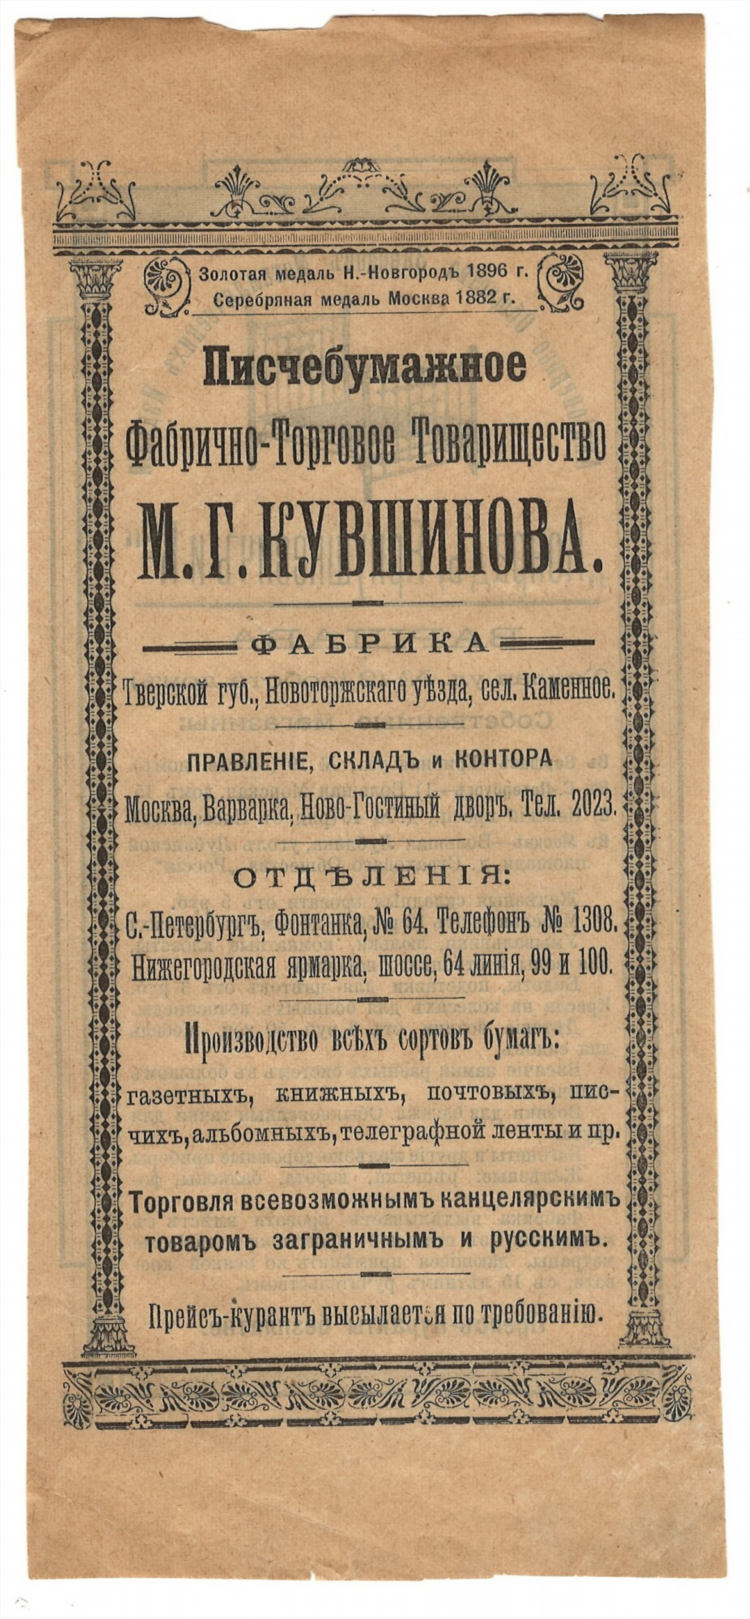 Золотая медаль Н.-Новгородъ 1896 г.
Серебряная медаль Москва 1882 г.
Писчебумажное
Фабрично-Торговое Товарищество
М. Г. КУВШИНОВА.
ФАБРИКА
Тверской губ., Новоторжскаго уѣзда, сел. Каменное.
ПРАВЛЕНІЕ, СКЛАДЪ и КОНТОРА
Москва, Варварка, Ново-Гостиный дворъ. Тел. 2023.
ОТДѢЛЕНІЯ:
С.-Петербургъ, Фонтанка, № 64. Телефонъ № 1308.
Нижегородская ярмарка, шоссе, 64 линія, 99 и 100.
Производство всѣхъ сортовъ бумагъ:
газетныхъ, книжныхъ, почтовыхъ, пис-
чихъ, альбомныхъ, телеграфной ленты и пр.
Торговля всевозможнымъ канцелярскимъ
товаромъ заграничнымъ и русскимъ.
Прейсъ-курантъ высылается по требованію.